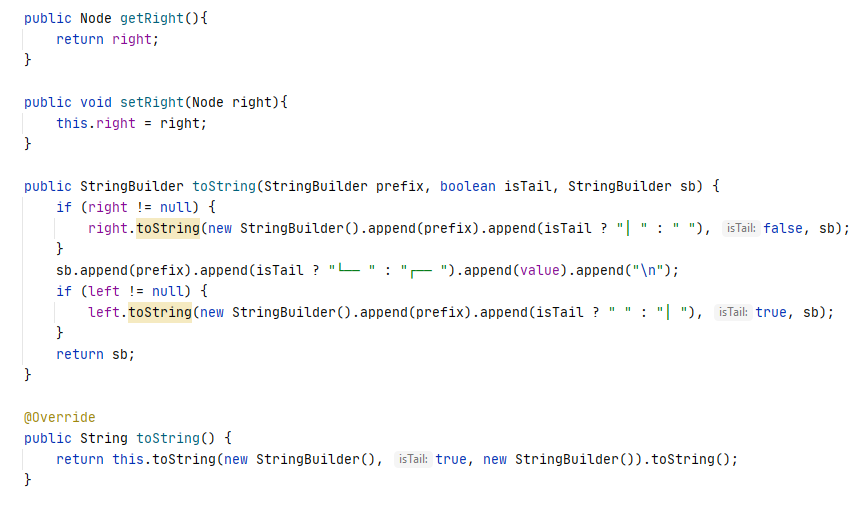 public Node getRight(){
    return right;
}

public void setRight(Node right){
    this.right = right;
}

public StringBuilder toString(StringBuilder prefix, boolean isTail, StringBuilder sb) {
    if (right != null) {
        right.toString(new StringBuilder().append(prefix).append(isTail ? "│ " : " "), isTail: false, sb);
    }
    sb.append(prefix).append(isTail ? "└── " : "┌── ").append(value).append("\n");
    if (left != null) {
        left.toString(new StringBuilder().append(prefix).append(isTail ? " " : "│ "), isTail: true, sb);
    }
    return sb;
}

@Override
public String toString() {
    return this.toString(new StringBuilder(), isTail: true, new StringBuilder()).toString();
}